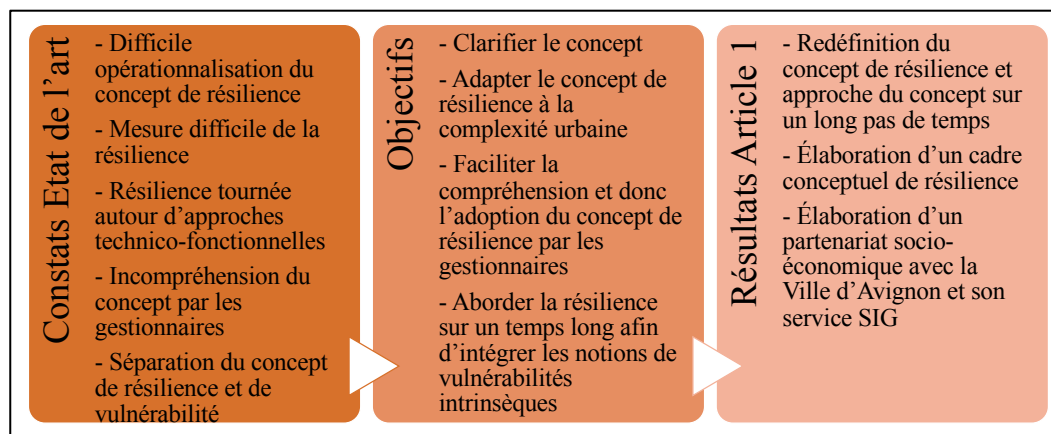 Constats Etat de l’art
- Difficile
opérationnalisation du
concept de résilience
- Mesure difficile de la
résilience
- Résilience tournée
autour d’approches
technico-fonctionnelles
- Incompréhension du
concept par les
gestionnaires
- Séparation du concept
de résilience et de
vulnérabilité
Objectifs
- Clarifier le concept
- Adapter le concept de
résilience à la
complexité urbaine
- Faciliter la
compréhension et donc
l’adoption du concept de
résilience par les
gestionnaires
- Aborder la résilience
sur un temps long afin
d’intégrer les notions de
vulnérabilités
intrinsèques
Résultats Article 1
- Redéfinition du
concept de résilience et
approche du concept sur
un long pas de temps
- Élaboration d’un cadre
conceptuel de résilience
- Élaboration d’un
partenariat socio-
économique avec la
Ville d’Avignon et son
service SIG